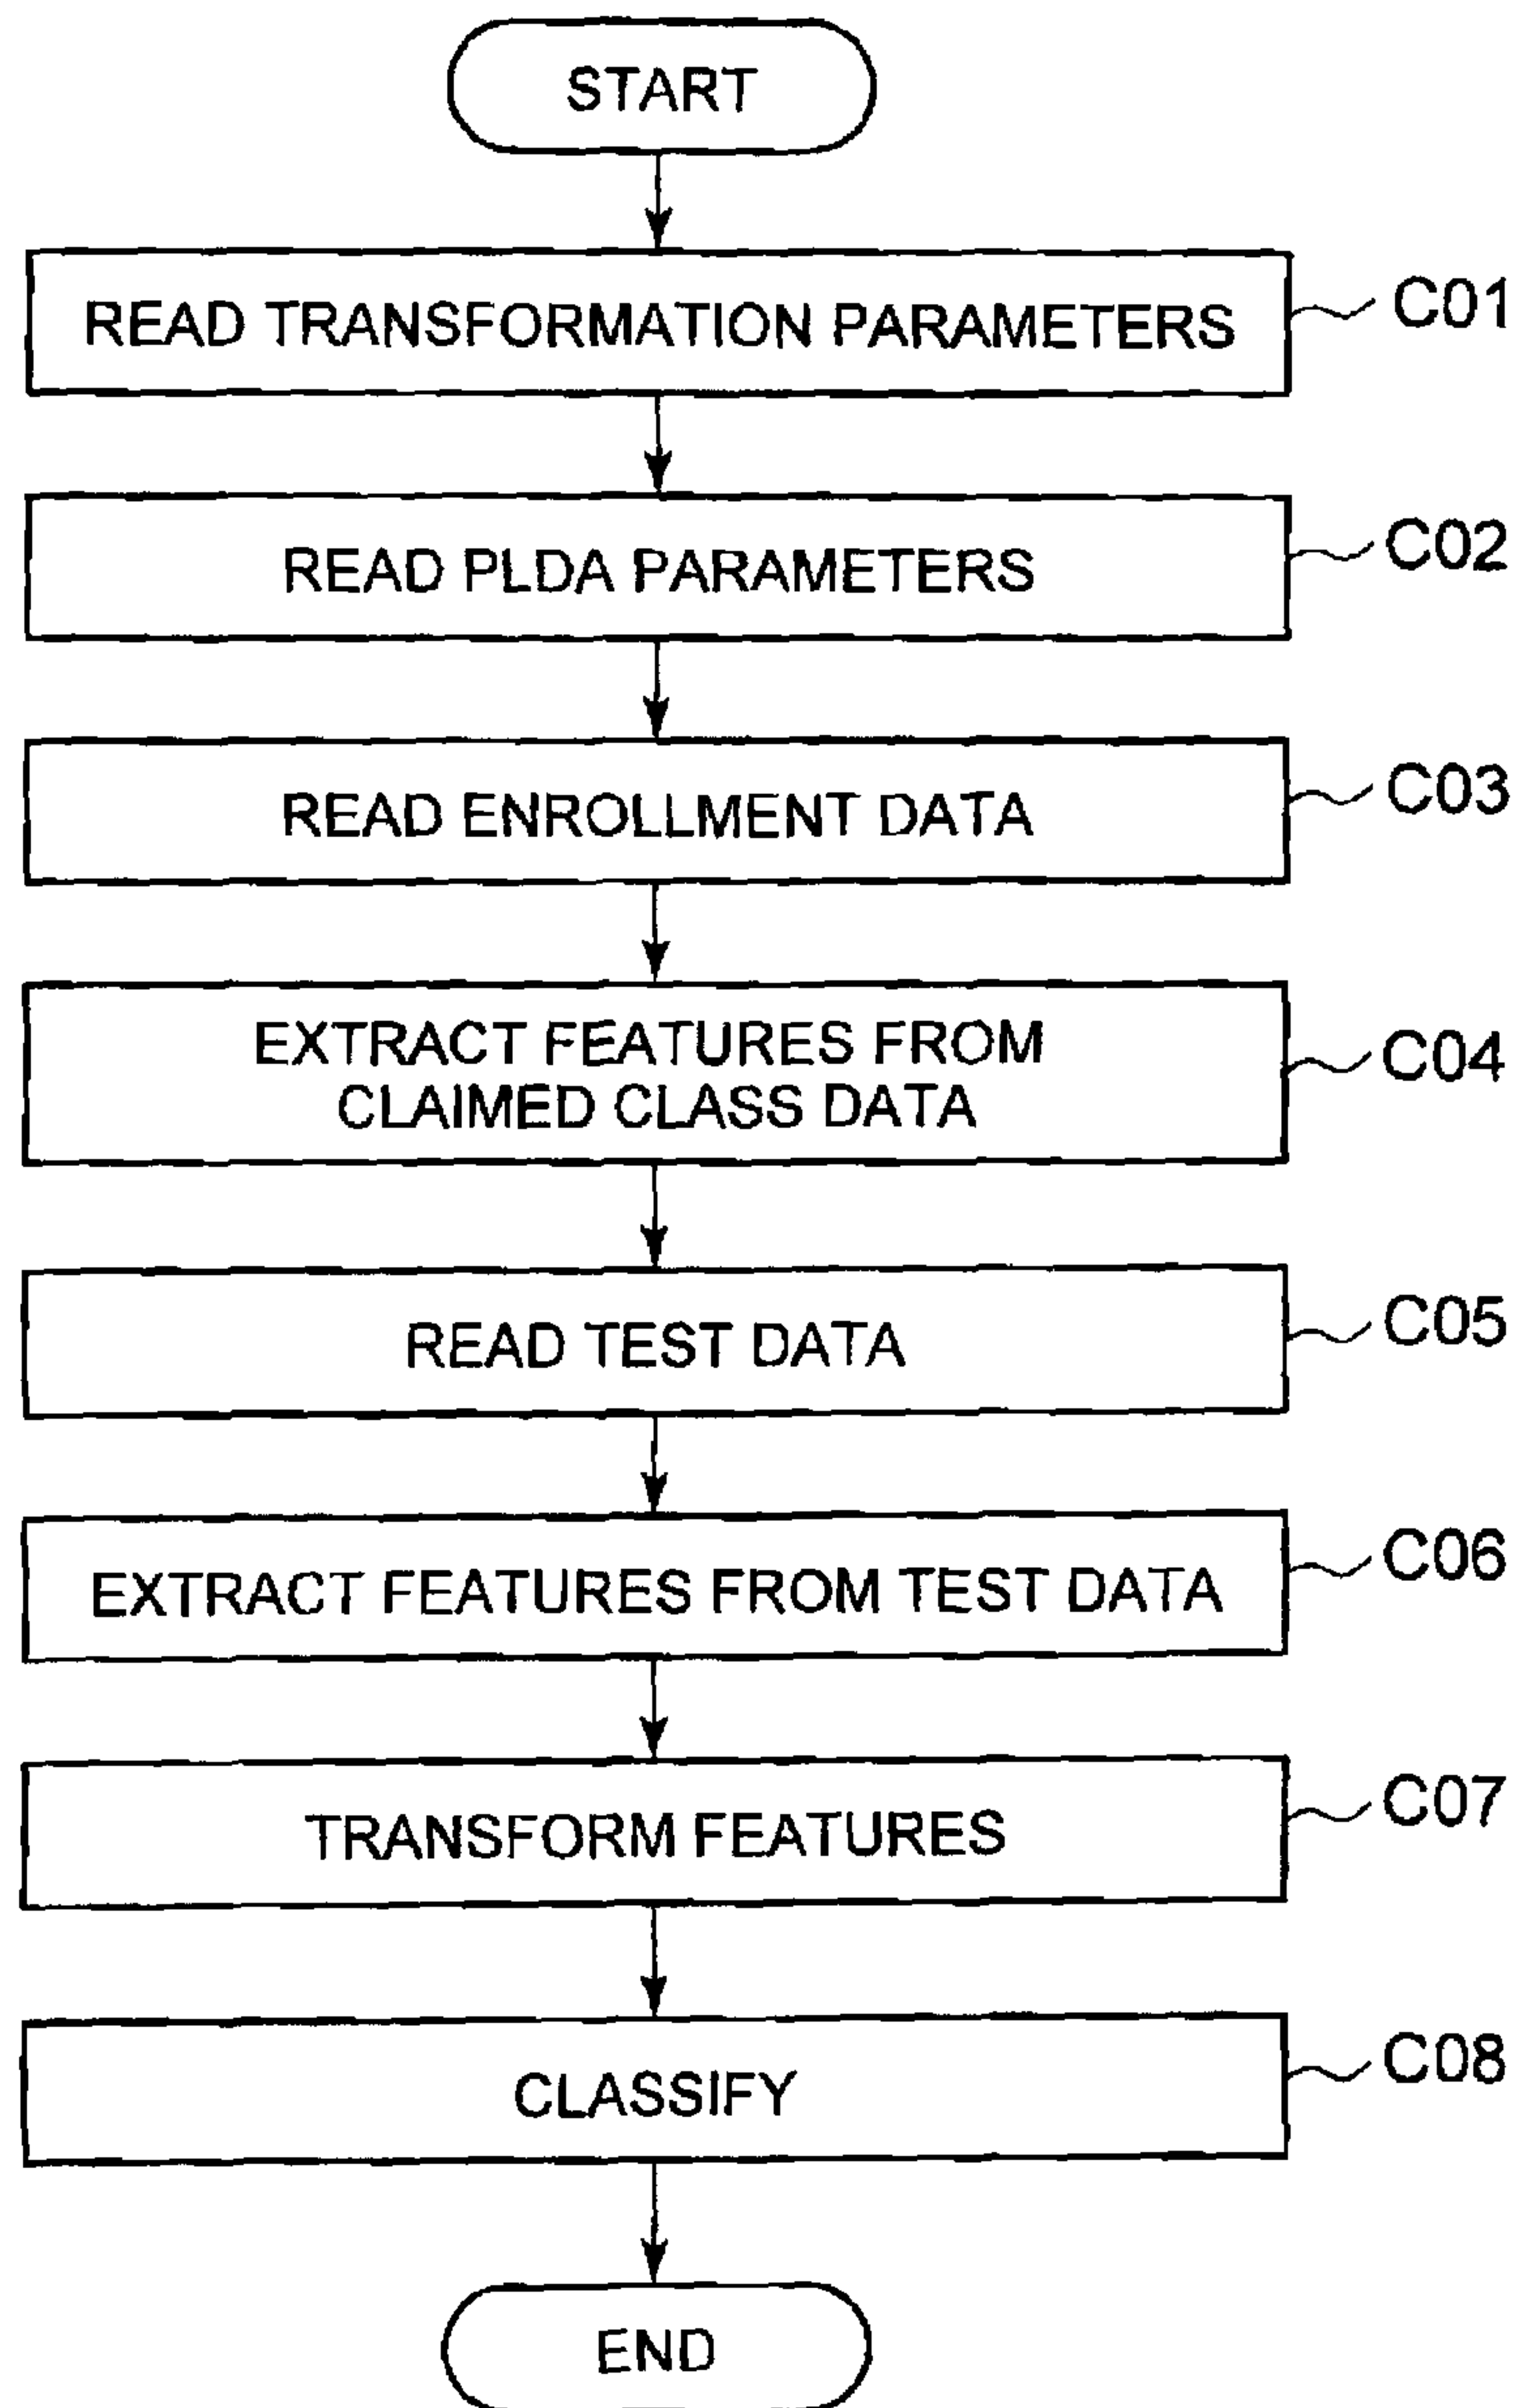 START
READ TRANSFORMATION PARAMETERS
C01
READ PLDA PARAMETERS
C02
READ ENROLLMENT DATA
C03
EXTRACT FEATURES FROM
CLAIMED CLASS DATA
C04
READ TEST DATA
C05
EXTRACT FEATURES FROM TEST DATA
C06
TRANSFORM FEATURES
C07
CLASSIFY
C08
END